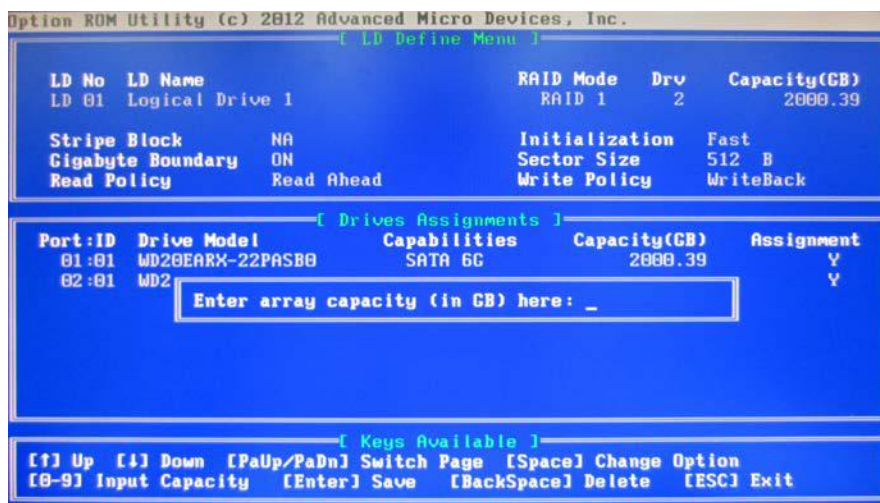 Option ROM Utility (c) 2012 Advanced Micro Devices, Inc.
[ LD Define Menu ]
LD No LD Name RAID Mode Drv Capacity(GB)
LD 01 Logical Drive 1 RAID 1 2 2000.39
Stripe Block NA Initialization Fast
Gigabyte Boundary ON Sector Size 512 B
Read Policy Read Ahead Write Policy WriteBack
[ Drives Assignments ]
Port:ID Drive Model Capabilities Capacity(GB) Assignment
01:01 WD20EARX-22PASB0 SATA 6G 2000.39 Y
02:01 WD2 Y
Enter array capacity (in GB) here: _
[ Keys Available ]
[↑] Up [↓] Down [PaUp/PaDn] Switch Page [Space] Change Option
[0-9] Input Capacity [Enter] Save [BackSpace] Delete [ESC] Exit